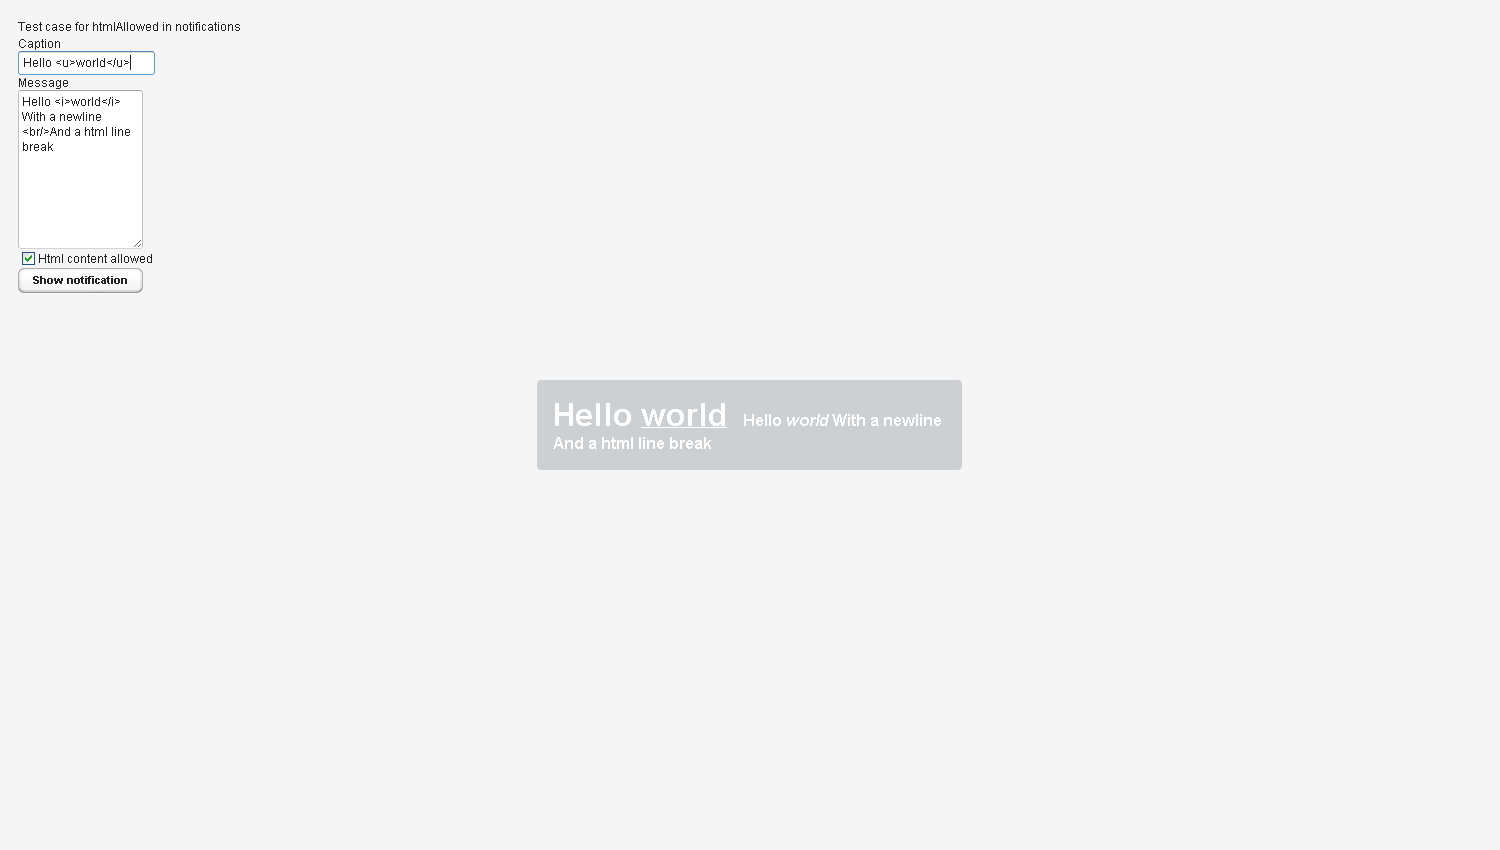 Test case for htmlAllowed in notifications
Caption
Hello <u>world</u>
Message
Hello <i>world</i>
With a newline
<br/>And a html line
break
Html content allowed
Show notification
Hello world Hello world With a newline
And a html line break